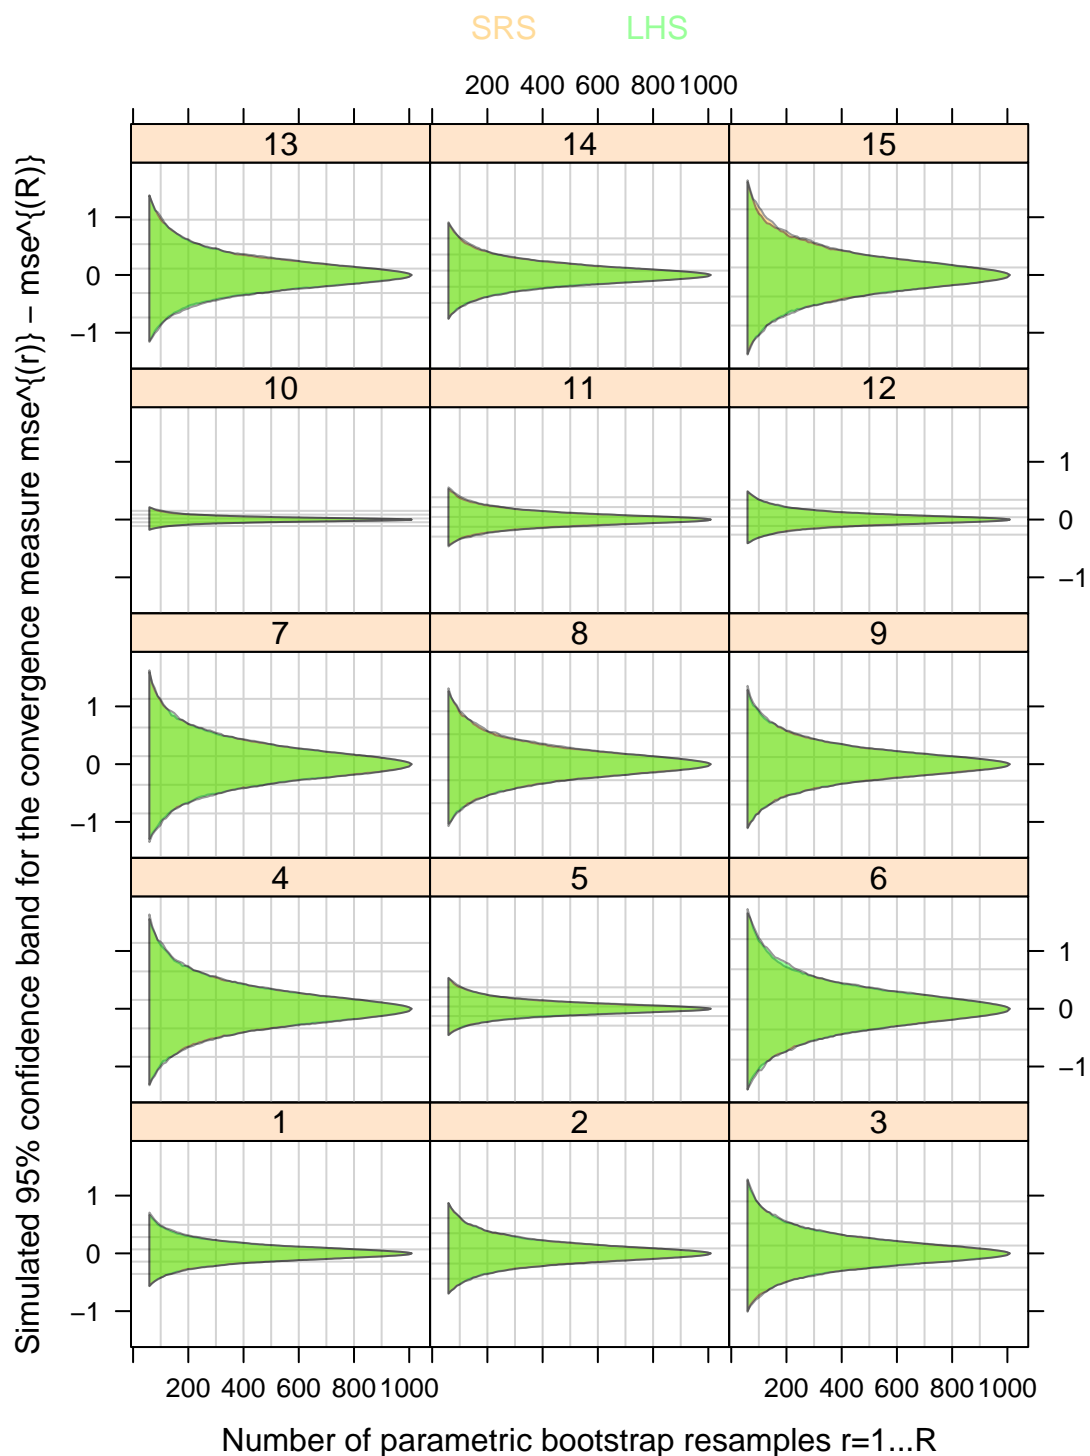 SRS LHS
200 400 600 800 1000
13 14 15
1
0
−1
10 11 12
1
0
−1
7 8 9
1
0
−1
4 5 6
1
0
−1
1 2 3
1
0
−1
200 400 600 800 1000 200 400 600 800 1000
Number of parametric bootstrap resamples r=1...R
Simulated 95% confidence band for the convergence measure mse^{(r)} − mse^{(R)}